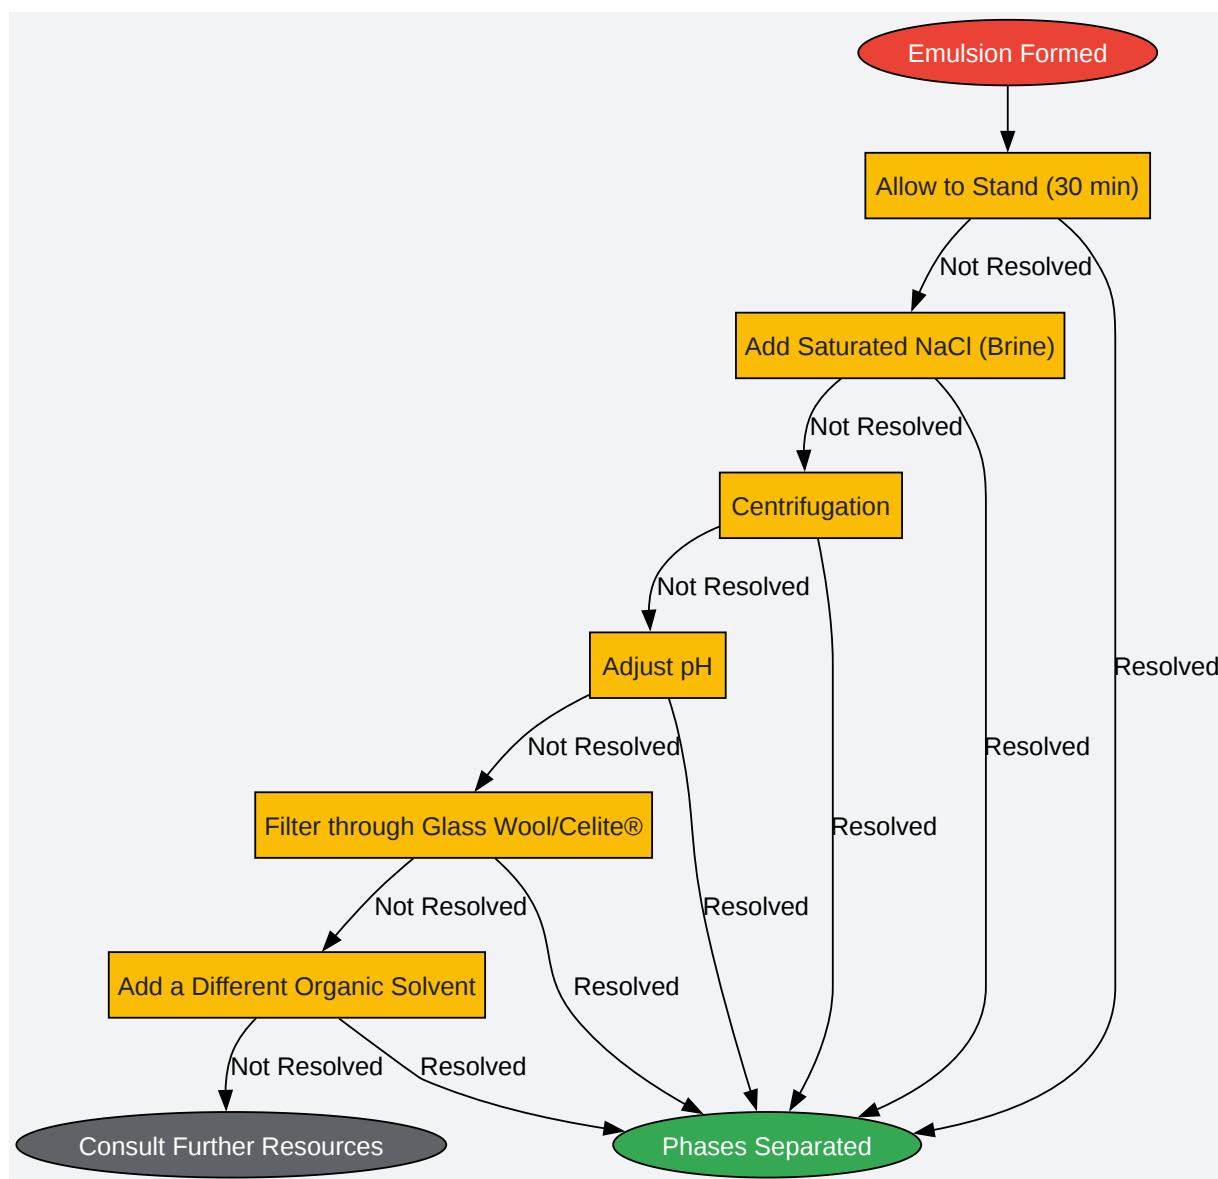 Emulsion Formed
Allow to Stand (30 min)
Not Resolved
Add Saturated NaCl (Brine)
Not Resolved
Centrifugation
Not Resolved
Adjust pH
Resolved
Not Resolved
Resolved
Filter through Glass Wool/Celite®
Resolved
Not Resolved
Resolved
Add a Different Organic Solvent
Resolved
Not Resolved
Resolved
Consult Further Resources
Phases Separated